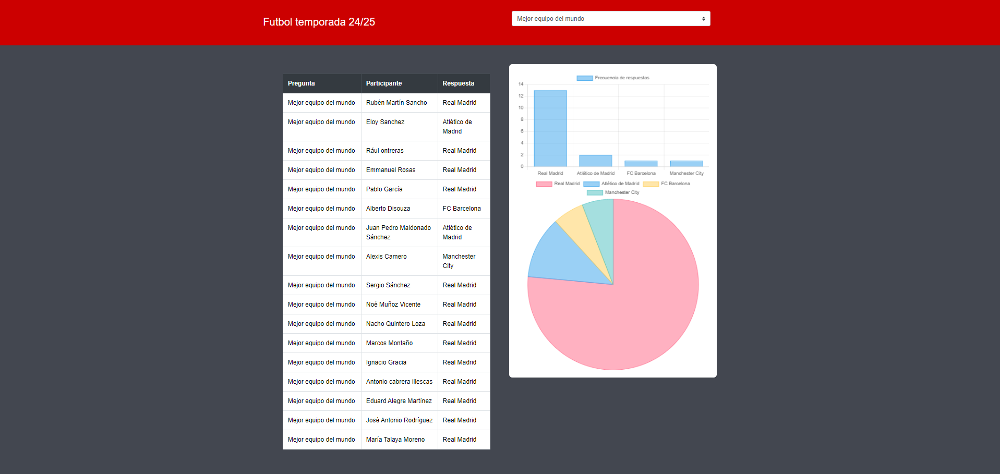 Futbol temporada 24/25
Mejor equipo del mundo
Pregunta Participante Respuesta
Mejor equipo del mundo Rubén Martín Sancho Real Madrid
Mejor equipo del mundo Eloy Sanchez Atlético de
Madrid
Mejor equipo del mundo Rául ontreras Real Madrid
Mejor equipo del mundo Emmanuel Rosas Real Madrid
Mejor equipo del mundo Pablo García Real Madrid
Mejor equipo del mundo Alberto Disouza FC Barcelona
Mejor equipo del mundo Juan Pedro Maldonado Atlético de
Sánchez Madrid
Mejor equipo del mundo Alexis Camero Manchester
City
Mejor equipo del mundo Sergio Sánchez Real Madrid
Mejor equipo del mundo Noé Muñoz Vicente Real Madrid
Mejor equipo del mundo Nacho Quintero Loza Real Madrid
Mejor equipo del mundo Marcos Montaño Real Madrid
Mejor equipo del mundo Ignacio Gracia Real Madrid
Mejor equipo del mundo Antonio cabrera illescas Real Madrid
Mejor equipo del mundo Eduard Alegre Martínez Real Madrid
Mejor equipo del mundo José Antonio Rodríguez Real Madrid
Mejor equipo del mundo María Talaya Moreno Real Madrid
Frecuencia de respuestas
14
12
10
8
6
4
2
0
Real Madrid Atlético de Madrid FC Barcelona Manchester City
Real Madrid Atlético de Madrid FC Barcelona
Manchester City